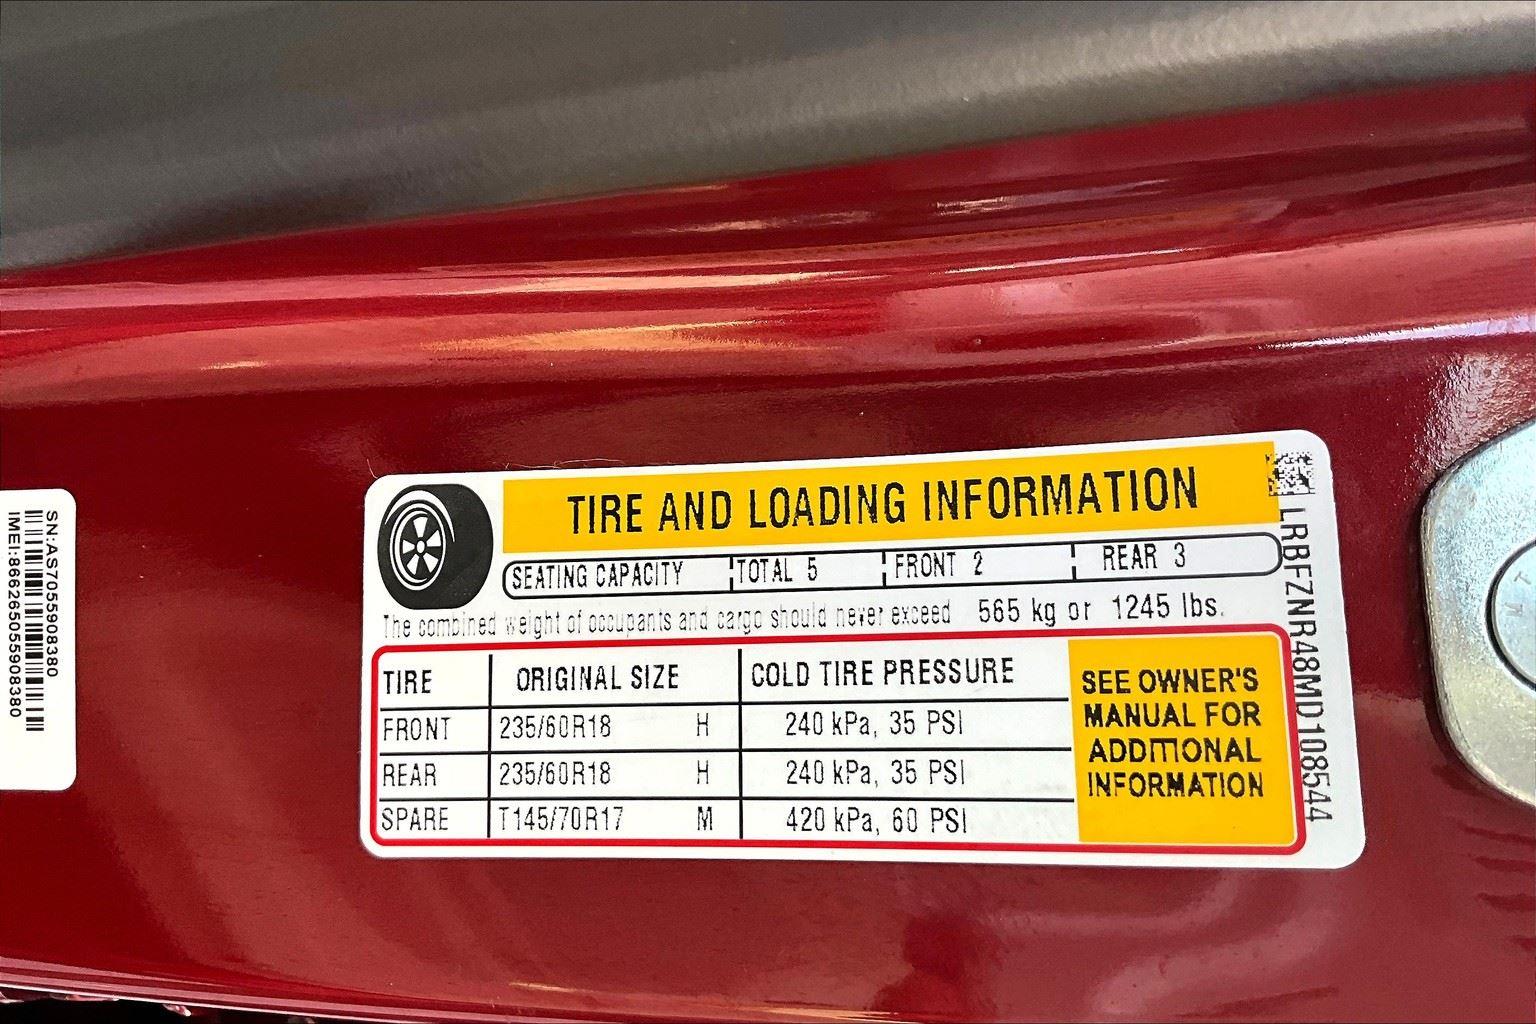 TIRE AND LOADING INFORMATION
SEATING CAPACITY TOTAL 5 FRONT 2 REAR 3
The combined weight of occupants and cargo should never exceed 565 kg or 1245 lbs.
TIRE ORIGINAL SIZE COLD TIRE PRESSURE
FRONT 235/60R18 H 240 kPa, 35 PSI
REAR 235/60R18 H 240 kPa, 35 PSI
SPARE T145/70R17 M 420 kPa, 60 PSI
SEE OWNER'S
MANUAL FOR
ADDITIONAL
INFORMATION
LRBFZNR48MD108544
SN:AS7055908380
IMEI:866265055908380